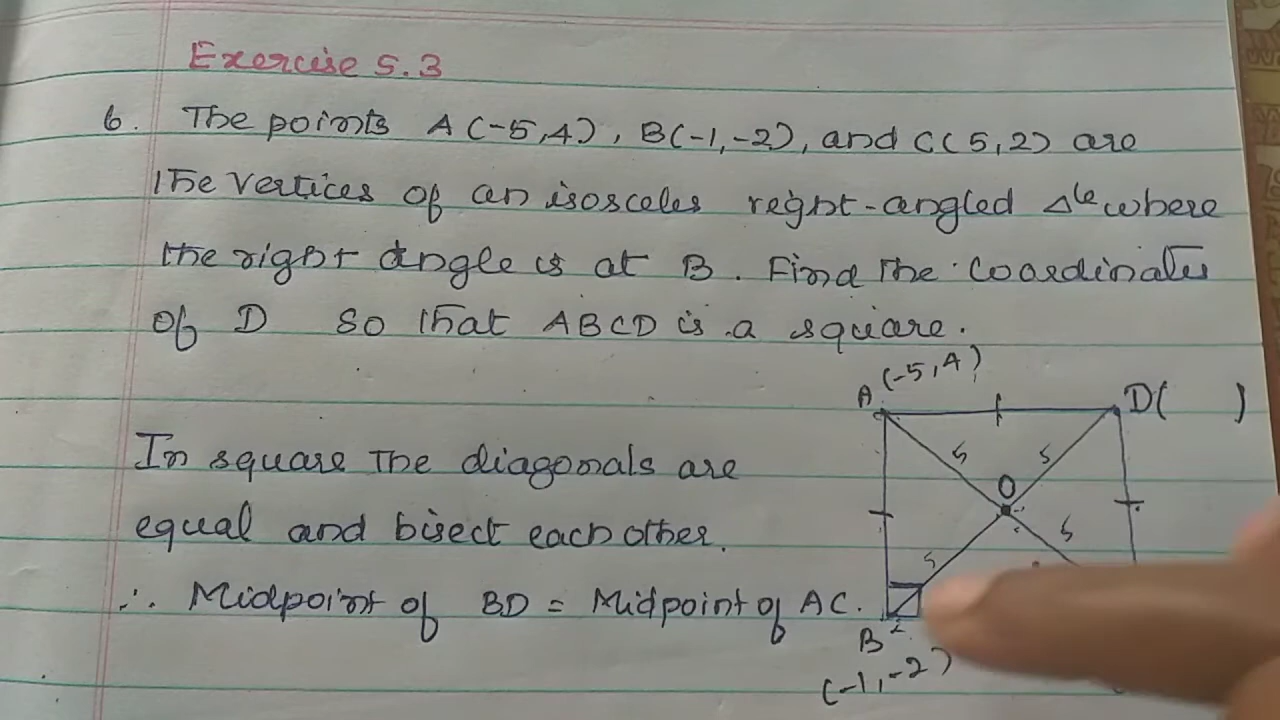 Exercise 5.3
6. The points A(-5,4), B(-1,-2), and C(5,2) are
the vertices of an isosceles right-angled Δle where
the right angle is at B. Find the coordinates
of D so that ABCD is a square.
A (-5,4)
D( )
In square the diagonals are
equal and bisect each other.
O
∴ Midpoint of BD = Midpoint of AC.
B
(-1,-2)